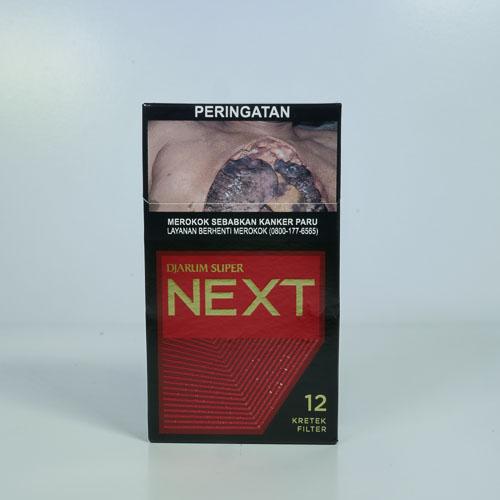 PERINGATAN
MEROKOK SEBABKAN KANKER PARU
LAYANAN BERHENTI MEROKOK (0800-177-6565)
DJARUM SUPER
NEXT
12
KRETEK
FILTER